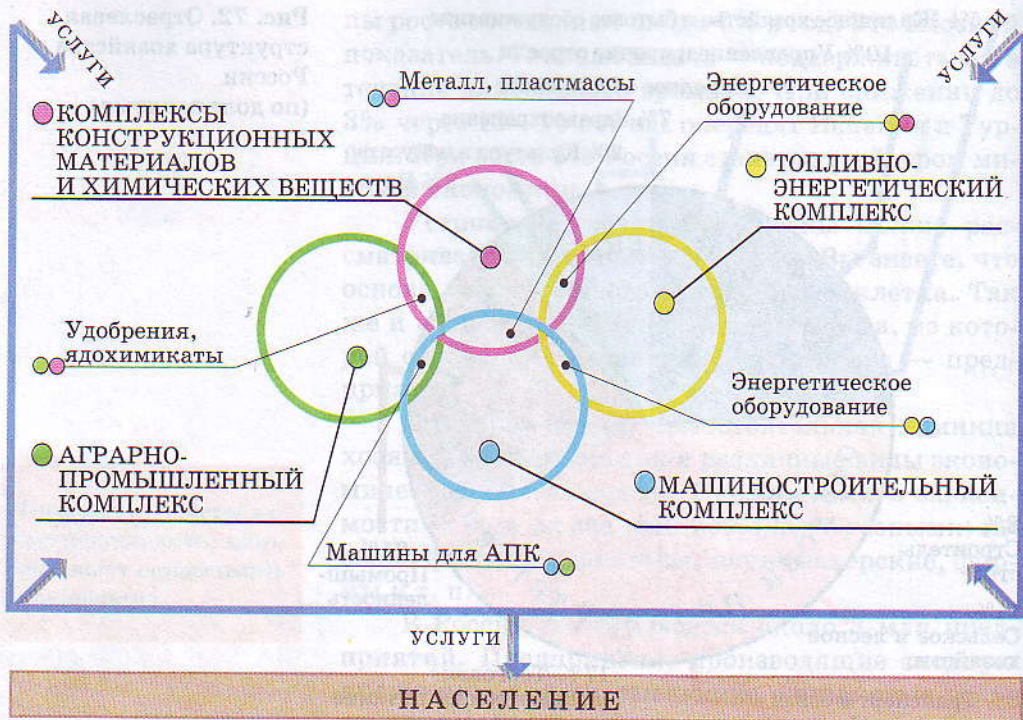 УСЛУГИ
УСЛУГИ
Металл, пластмассы
Энергетическое
оборудование
КОМПЛЕКСЫ
КОНСТРУКЦИОННЫХ
МАТЕРИАЛОВ
И ХИМИЧЕСКИХ ВЕЩЕСТВ
ТОПЛИВНО-
ЭНЕРГЕТИЧЕСКИЙ
КОМПЛЕКС
Удобрения,
ядохимикаты
Энергетическое
оборудование
АГРАРНО-
ПРОМЫШЛЕННЫЙ
КОМПЛЕКС
МАШИНОСТРОИТЕЛЬНЫЙ
КОМПЛЕКС
Машины для АПК
УСЛУГИ
НАСЕЛЕНИЕ